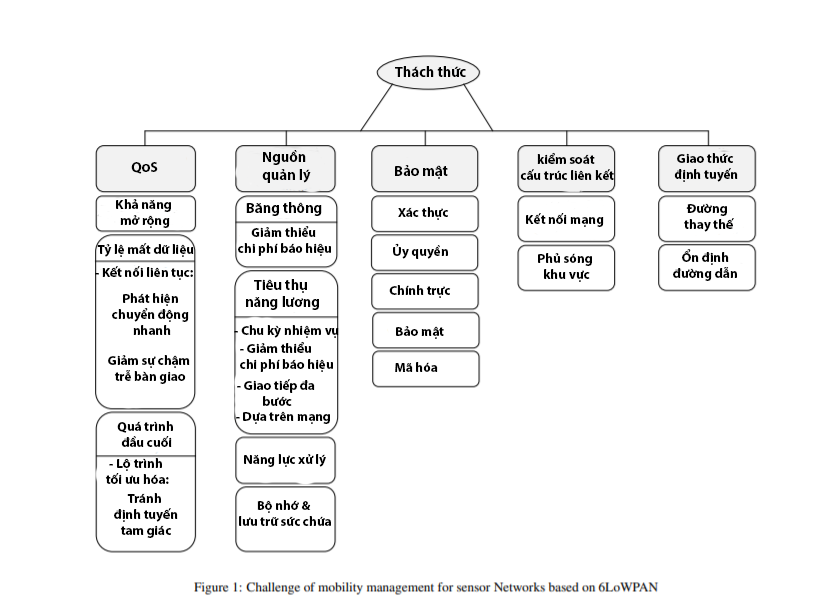 Thách thức
QoS
Khả năng
mở rộng
Tỷ lệ mất dữ liệu
- Kết nối liên tục:
Phát hiện
chuyển động
nhanh
Giảm sự chậm
trễ bàn giao
Quá trình
đầu cuối
- Lộ trình
tối ưu hóa:
Tránh
định tuyến
tam giác
Nguồn
quản lý
Băng thông
Giảm thiểu
chi phí báo hiệu
Tiêu thụ
năng lương
- Chu kỳ nhiệm vụ
- Giảm thiểu
chi phí báo hiệu
- Giao tiếp đa
bước
- Dựa trên mạng
Năng lực xử lý
Bộ nhớ &
lưu trữ sức chứa
Bảo mật
Xác thực
Ủy quyền
Chính trực
Bảo mật
Mã hóa
kiểm soát
cấu trúc liên kết
Kết nối mạng
Phủ sóng
khu vực
Giao thức
định tuyến
Đường
thay thế
Ổn định
đường dẫn
Figure 1: Challenge of mobility management for sensor Networks based on 6LoWPAN